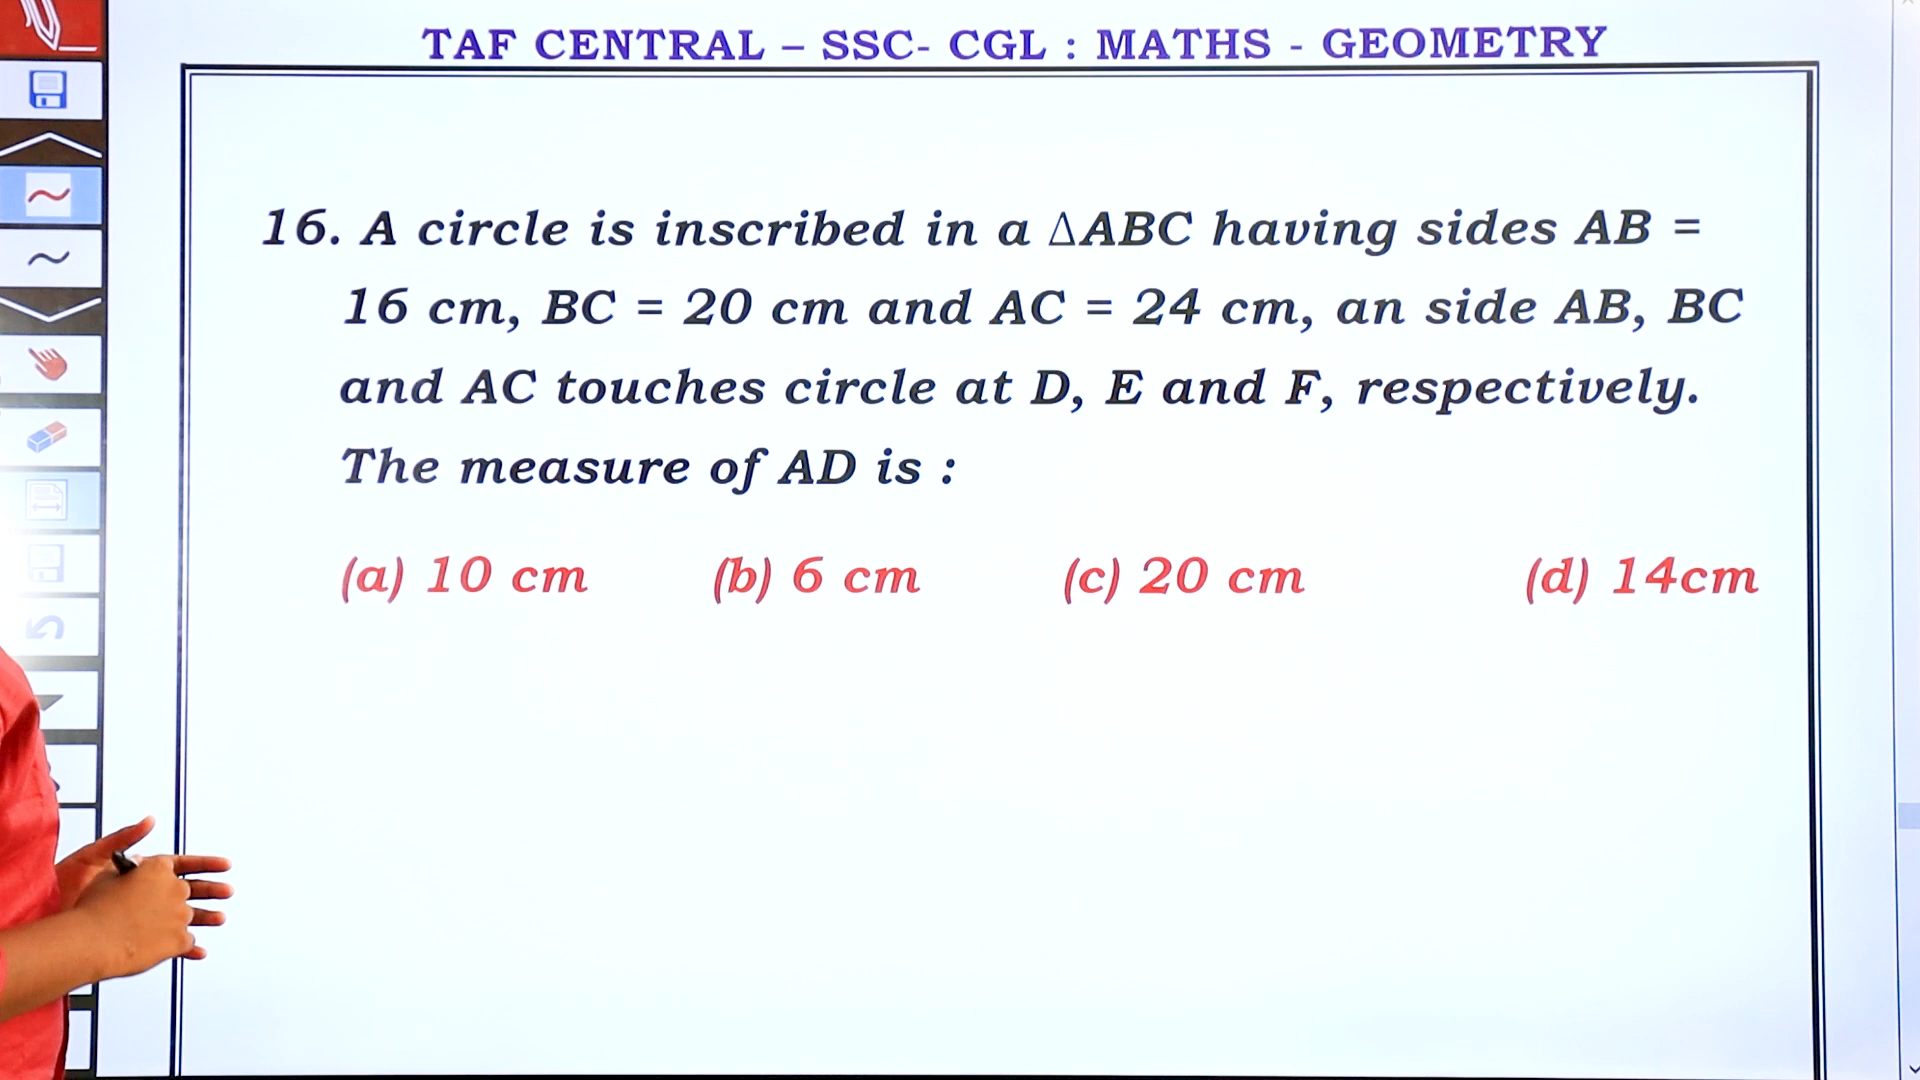 TAF CENTRAL – SSC- CGL : MATHS - GEOMETRY
16. A circle is inscribed in a ΔABC having sides AB =
16 cm, BC = 20 cm and AC = 24 cm, an side AB, BC
and AC touches circle at D, E and F, respectively.
The measure of AD is :
(a) 10 cm (b) 6 cm (c) 20 cm (d) 14cm